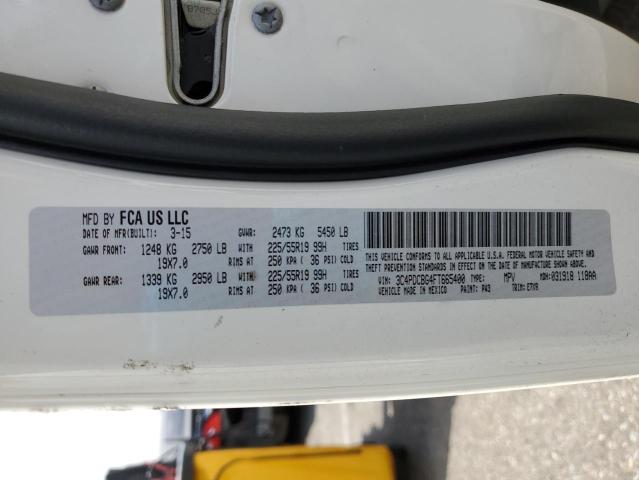 MFD BY FCA US LLC
DATE OF MFR(BUILT): 3-15 GVWR: 2473 KG 5450 LB
GAWR FRONT: 1248 KG 2750 LB WITH 225/55R19 99H TIRES
19X7.0 RIMS AT 250 KPA ( 36 PSI) COLD
GAWR REAR: 1339 KG 2950 LB WITH 225/55R19 99H TIRES
19X7.0 RIMS AT 250 KPA ( 36 PSI) COLD
THIS VEHICLE CONFORMS TO ALL APPLICABLE U.S.A. FEDERAL MOTOR VEHICLE SAFETY AND
THEFT PREVENTION STANDARDS IN EFFECT ON THE DATE OF MANUFACTURE SHOWN ABOVE.
VIN: 3C4PDCBG4FT665400 TYPE: MPV MDH:031918 118AA
VEHICLE MADE IN MEXICO PAINT: PW3 TRIM: